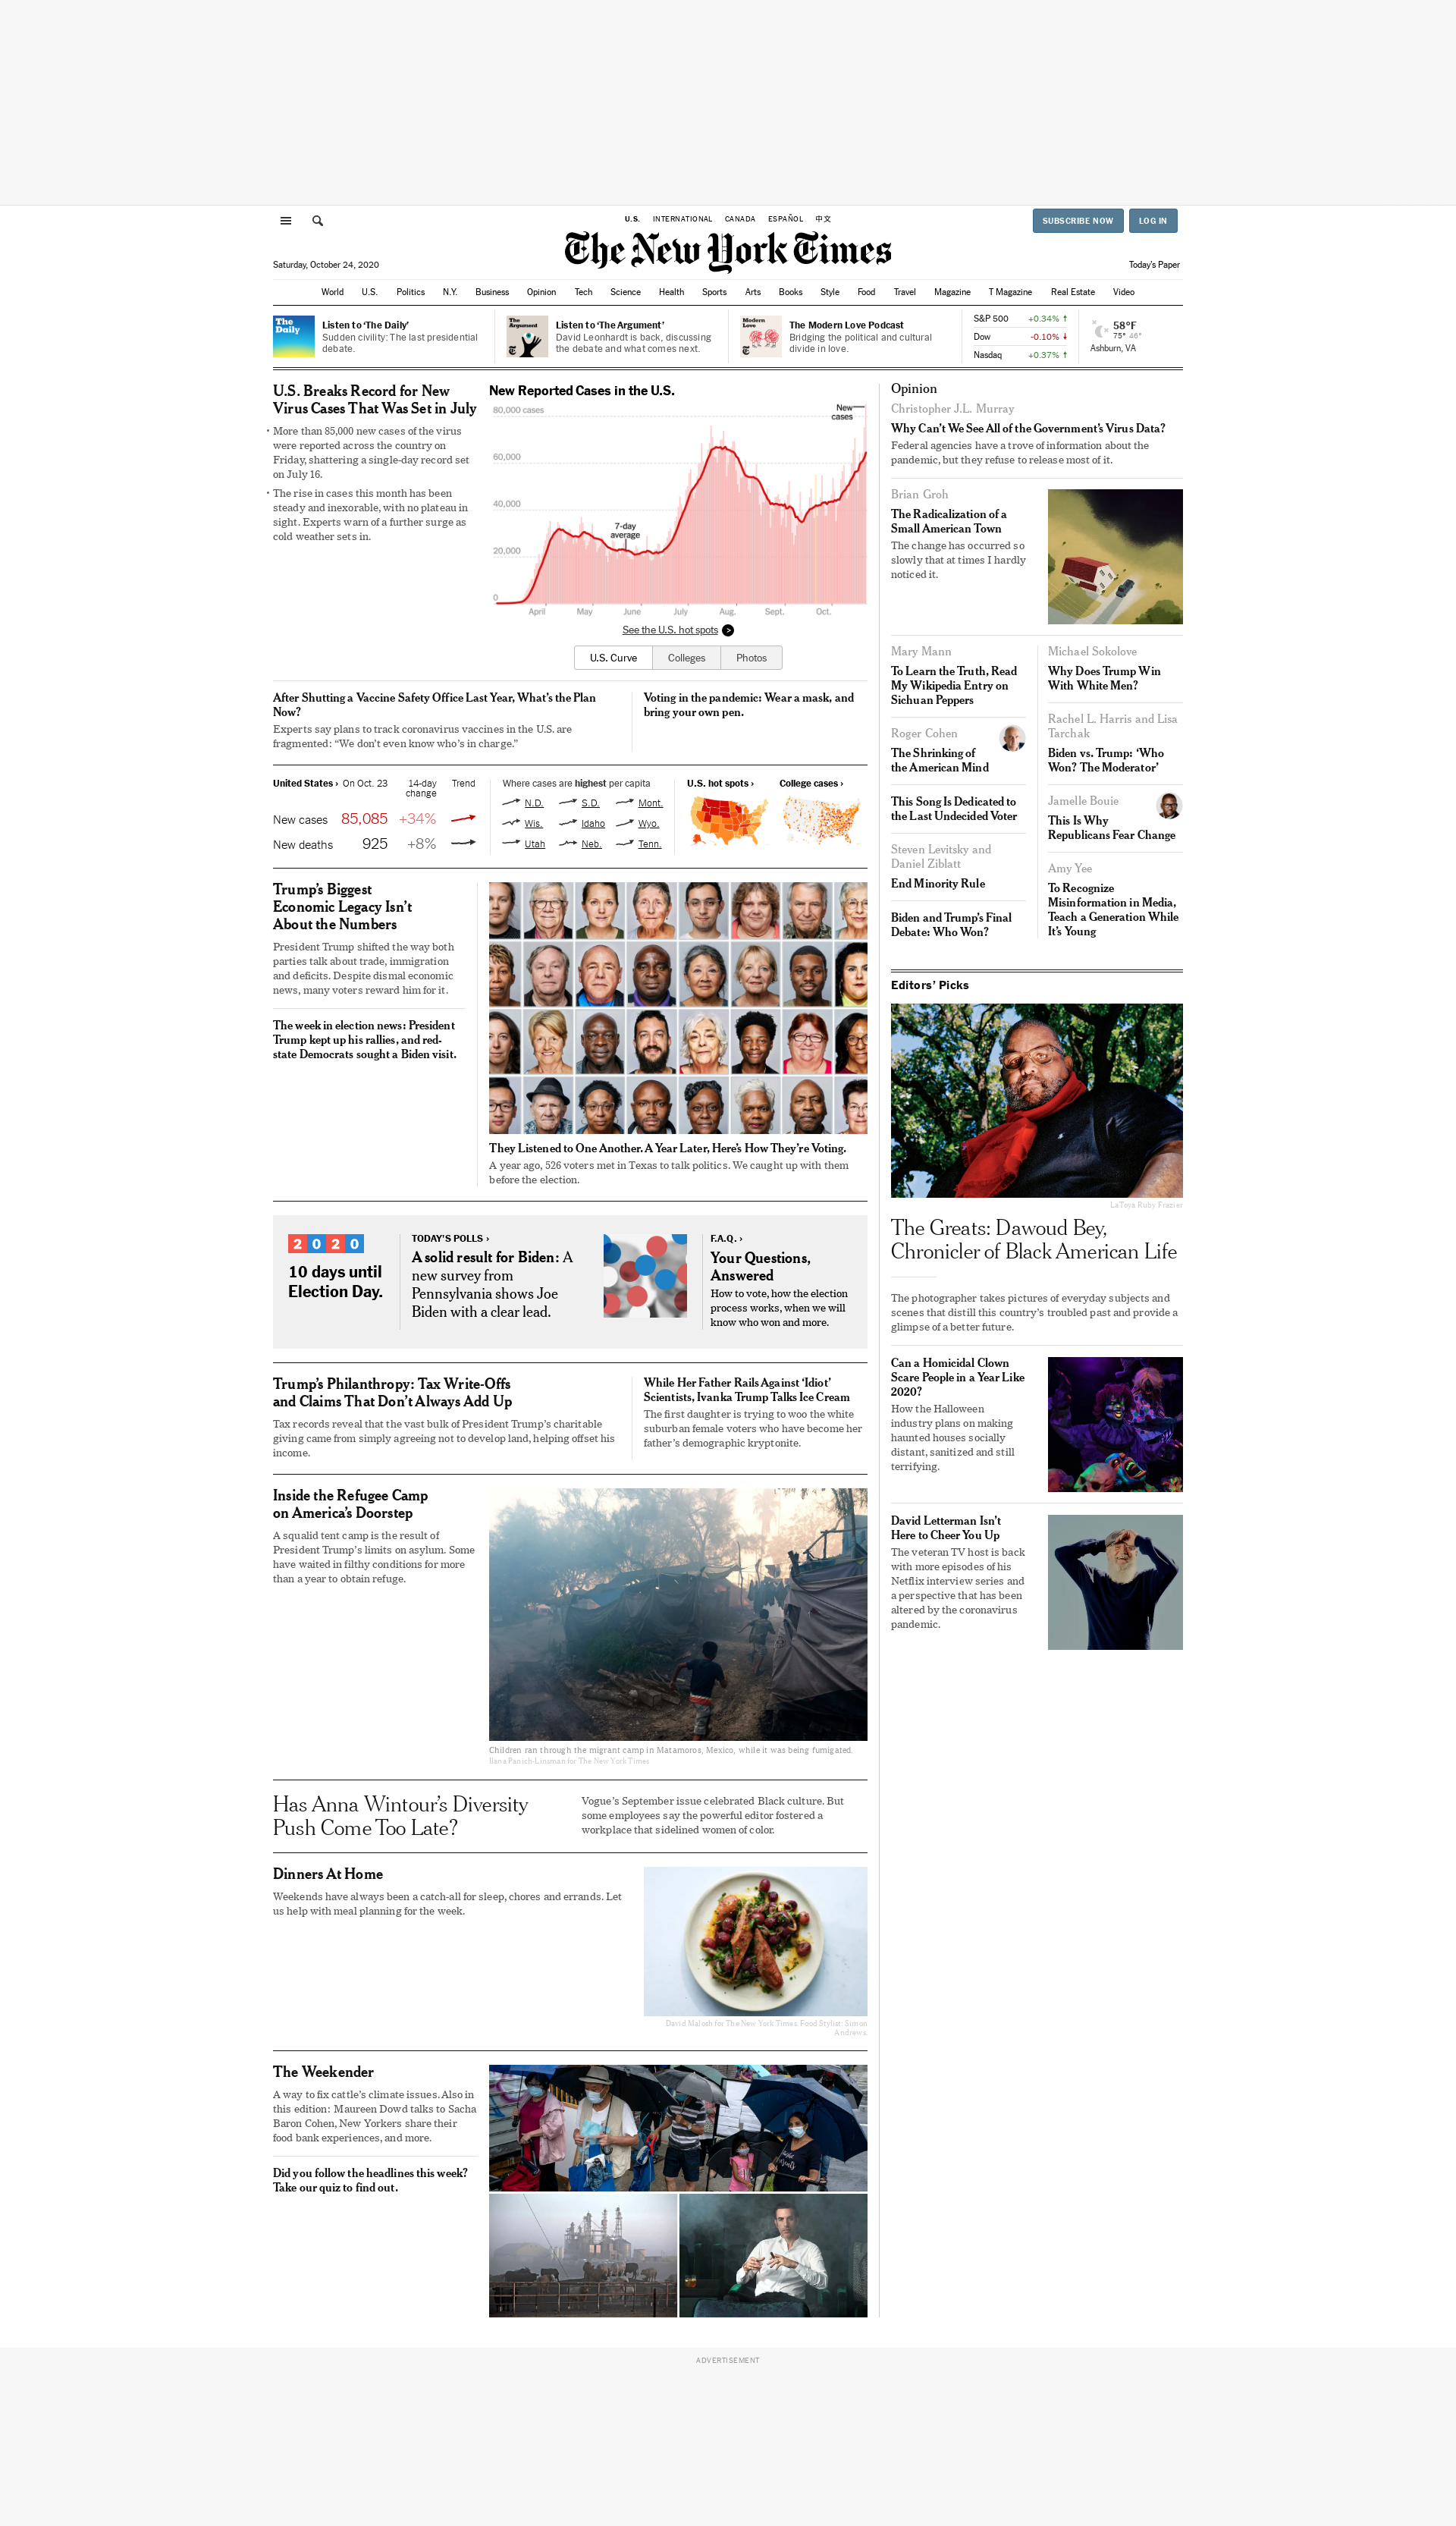 U.S. INTERNATIONAL CANADA ESPAÑOL 中文
SUBSCRIBE NOW LOG IN
The New York Times
Saturday, October 24, 2020
Today's Paper
World U.S. Politics N.Y. Business Opinion Tech Science Health Sports Arts Books Style Food Travel Magazine T Magazine Real Estate Video
The Daily
Listen to ‘The Daily’
Sudden civility: The last presidential
debate.
The Argument
Listen to ‘The Argument’
David Leonhardt is back, discussing
the debate and what comes next.
Modern Love
The Modern Love Podcast
Bridging the political and cultural
divide in love.
S&P 500 +0.34% ↑
Dow -0.10% ↓
Nasdaq +0.37% ↑
58°F
75° 46°
Ashburn, VA
U.S. Breaks Record for New
Virus Cases That Was Set in July
• More than 85,000 new cases of the virus
were reported across the country on
Friday, shattering a single-day record set
on July 16.
• The rise in cases this month has been
steady and inexorable, with no plateau in
sight. Experts warn of a further surge as
cold weather sets in.
New Reported Cases in the U.S.
80,000 cases
New
cases
60,000
40,000
7-day
average
20,000
0
April May June July Aug. Sept. Oct.
See the U.S. hot spots >
U.S. Curve Colleges Photos
After Shutting a Vaccine Safety Office Last Year, What’s the Plan
Now?
Experts say plans to track coronavirus vaccines in the U.S. are
fragmented: “We don’t even know who’s in charge.”
Voting in the pandemic: Wear a mask, and
bring your own pen.
United States › On Oct. 23 14-day
change Trend
New cases 85,085 +34%
New deaths 925 +8%
Where cases are highest per capita
N.D. S.D. Mont.
Wis. Idaho Wyo.
Utah Neb. Tenn.
U.S. hot spots › College cases ›
Trump’s Biggest
Economic Legacy Isn’t
About the Numbers
President Trump shifted the way both
parties talk about trade, immigration
and deficits. Despite dismal economic
news, many voters reward him for it.
The week in election news: President
Trump kept up his rallies, and red-
state Democrats sought a Biden visit.
They Listened to One Another. A Year Later, Here’s How They’re Voting.
A year ago, 526 voters met in Texas to talk politics. We caught up with them
before the election.
2020
10 days until
Election Day.
TODAY’S POLLS ›
A solid result for Biden: A
new survey from
Pennsylvania shows Joe
Biden with a clear lead.
F.A.Q. ›
Your Questions,
Answered
How to vote, how the election
process works, when we will
know who won and more.
Trump’s Philanthropy: Tax Write-Offs
and Claims That Don’t Always Add Up
Tax records reveal that the vast bulk of President Trump’s charitable
giving came from simply agreeing not to develop land, helping offset his
income.
While Her Father Rails Against ‘Idiot’
Scientists, Ivanka Trump Talks Ice Cream
The first daughter is trying to woo the white
suburban female voters who have become her
father’s demographic kryptonite.
Inside the Refugee Camp
on America’s Doorstep
A squalid tent camp is the result of
President Trump’s limits on asylum. Some
have waited in filthy conditions for more
than a year to obtain refuge.
Children ran through the migrant camp in Matamoros, Mexico, while it was being fumigated.
Ilana Panich-Linsman for The New York Times
Has Anna Wintour’s Diversity
Push Come Too Late?
Vogue’s September issue celebrated Black culture. But
some employees say the powerful editor fostered a
workplace that sidelined women of color.
Dinners At Home
Weekends have always been a catch-all for sleep, chores and errands. Let
us help with meal planning for the week.
David Malosh for The New York Times. Food Stylist: Simon
Andrews.
The Weekender
A way to fix cattle’s climate issues. Also in
this edition: Maureen Dowd talks to Sacha
Baron Cohen, New Yorkers share their
food bank experiences, and more.
Did you follow the headlines this week?
Take our quiz to find out.
Opinion
Christopher J.L. Murray
Why Can’t We See All of the Government’s Virus Data?
Federal agencies have a trove of information about the
pandemic, but they refuse to release most of it.
Brian Groh
The Radicalization of a
Small American Town
The change has occurred so
slowly that at times I hardly
noticed it.
Mary Mann
To Learn the Truth, Read
My Wikipedia Entry on
Sichuan Peppers
Roger Cohen
The Shrinking of
the American Mind
This Song Is Dedicated to
the Last Undecided Voter
Steven Levitsky and
Daniel Ziblatt
End Minority Rule
Biden and Trump’s Final
Debate: Who Won?
Michael Sokolove
Why Does Trump Win
With White Men?
Rachel L. Harris and Lisa
Tarchak
Biden vs. Trump: ‘Who
Won? The Moderator’
Jamelle Bouie
This Is Why
Republicans Fear Change
Amy Yee
To Recognize
Misinformation in Media,
Teach a Generation While
It’s Young
Editors’ Picks
LaToya Ruby Frazier
The Greats: Dawoud Bey,
Chronicler of Black American Life
The photographer takes pictures of everyday subjects and
scenes that distill this country’s troubled past and provide a
glimpse of a better future.
Can a Homicidal Clown
Scare People in a Year Like
2020?
How the Halloween
industry plans on making
haunted houses socially
distant, sanitized and still
terrifying.
David Letterman Isn’t
Here to Cheer You Up
The veteran TV host is back
with more episodes of his
Netflix interview series and
a perspective that has been
altered by the coronavirus
pandemic.
ADVERTISEMENT